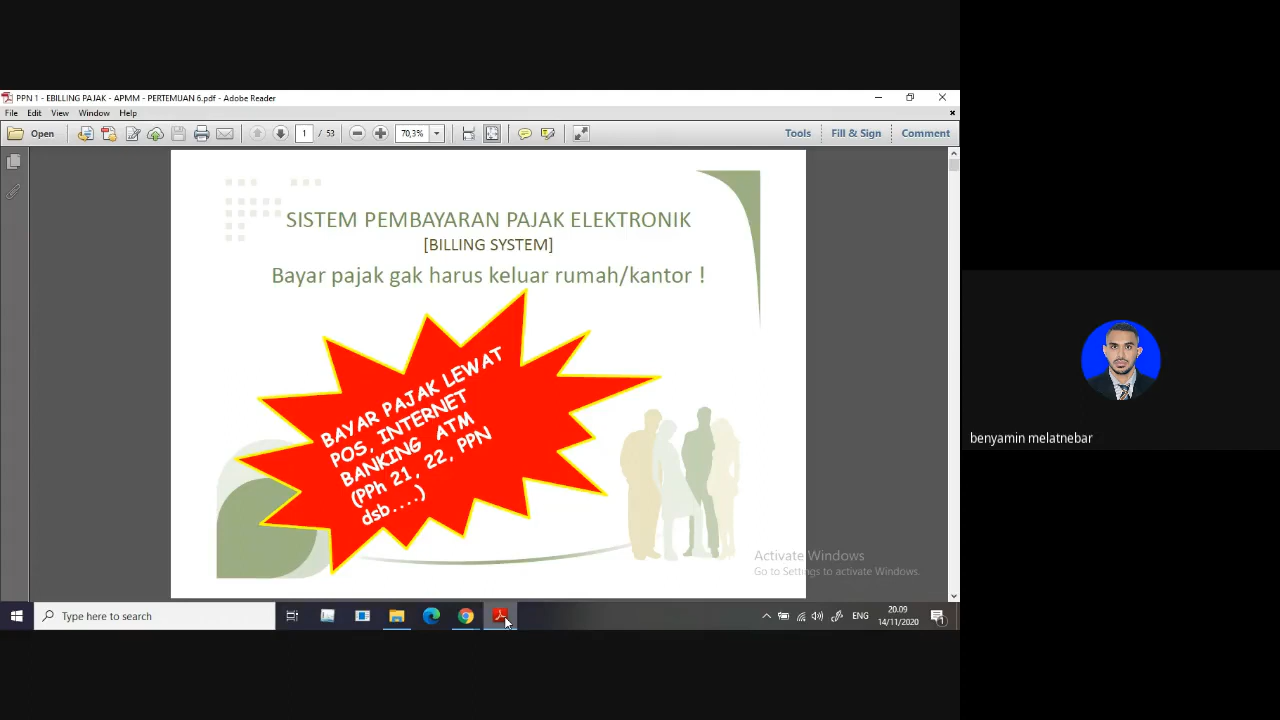 PPN 1 - EBILLING PAJAK - APMM - PERTEMUAN 6.pdf - Adobe Reader
File Edit View Window Help
Open 1 / 53 70,3% Tools Fill & Sign Comment
SISTEM PEMBAYARAN PAJAK ELEKTRONIK
[BILLING SYSTEM]
Bayar pajak gak harus keluar rumah/kantor !
BAYAR PAJAK LEWAT
POS, INTERNET
BANKING ATM
(PPh 21, 22, PPN
dsb....)
benyamin melatnebar
Activate Windows
Go to Settings to activate Windows.
Type here to search
ENG
20.09
14/11/2020
1